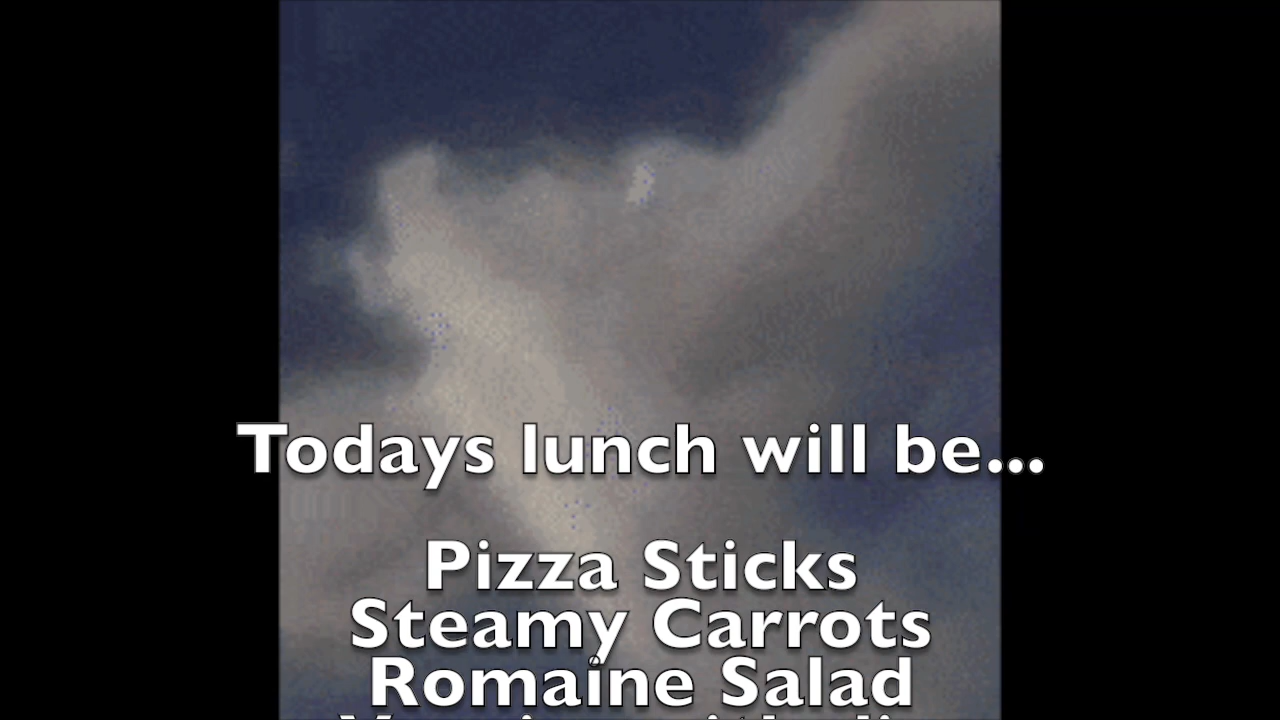 Todays lunch will be...
Pizza Sticks
Steamy Carrots
Romaine Salad